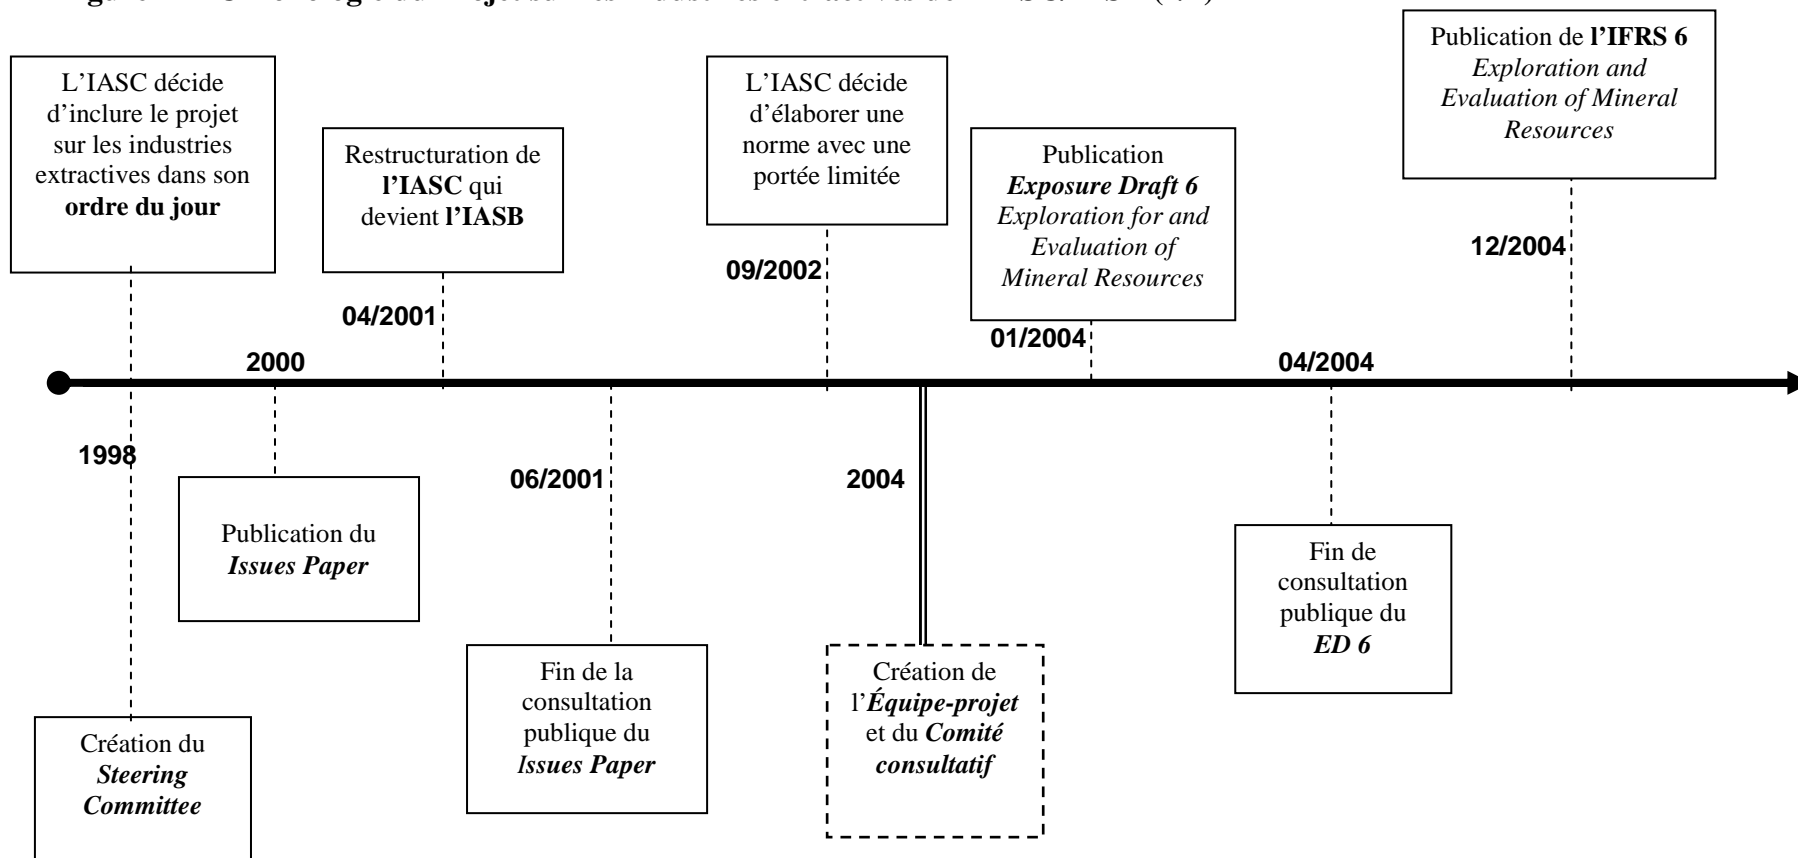 L'IASC décide
d'inclure le projet
sur les industries
extractives dans son
ordre du jour
Restructuration de
l'IASC qui
devient l'IASB
L'IASC décide
d'élaborer une
norme avec une
portée limitée
Publication
Exposure Draft 6
Exploration for and
Evaluation of
Mineral Resources
Publication de l'IFRS 6
Exploration and
Evaluation of Mineral
Resources
04/2001
09/2002
01/2004
12/2004
2000
04/2004
1998
06/2001
2004
Publication du
Issues Paper
Création du
Steering
Committee
Fin de la
consultation
publique du
Issues Paper
Création de
l'Équipe-projet
et du Comité
consultatif
Fin de
consultation
publique du
ED 6